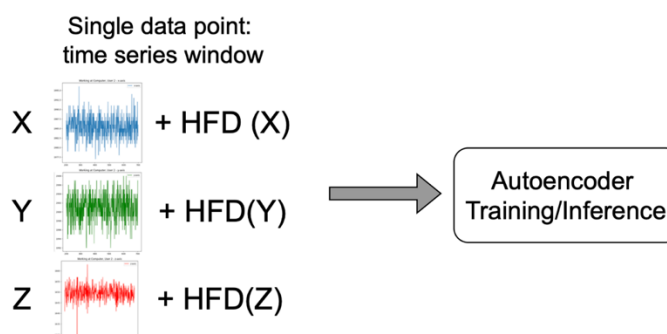 Single data point:
time series window
X + HFD (X)
Y + HFD(Y)
Z + HFD(Z)
Autoencoder
Training/Inference